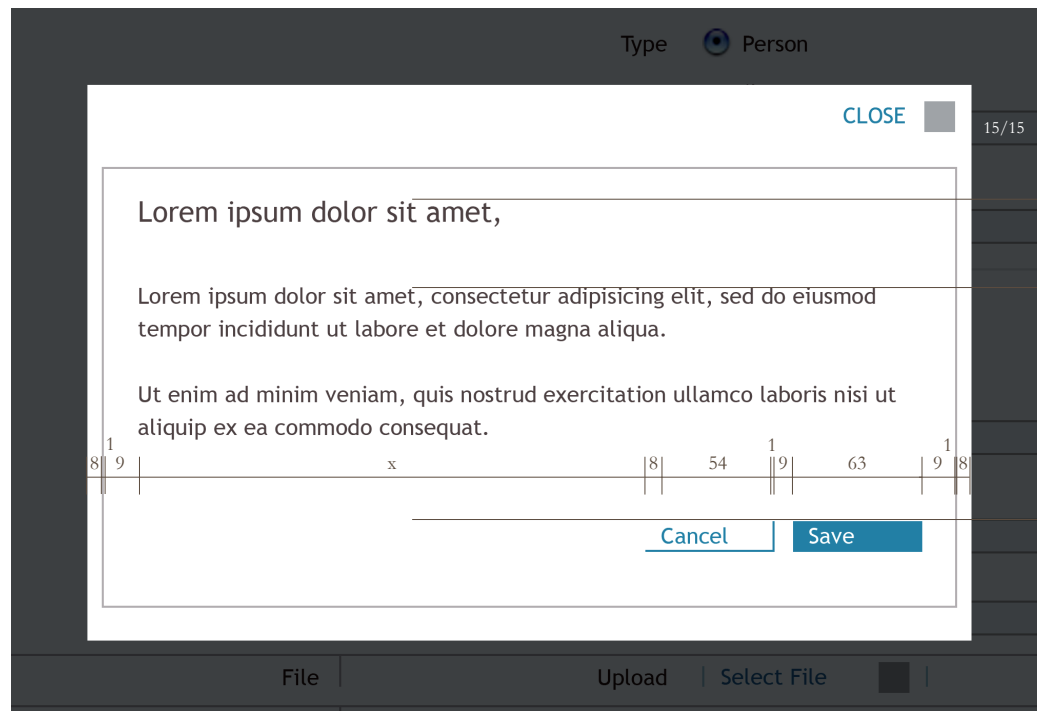 Type Person
CLOSE
15/15
Lorem ipsum dolor sit amet,
Lorem ipsum dolor sit amet, consectetur adipisicing elit, sed do eiusmod
tempor incididunt ut labore et dolore magna aliqua.
Ut enim ad minim veniam, quis nostrud exercitation ullamco laboris nisi ut
aliquip ex ea commodo consequat.
1 1 1
8 9 x 8 54 9 63 9 8
Cancel Save
File Upload Select File